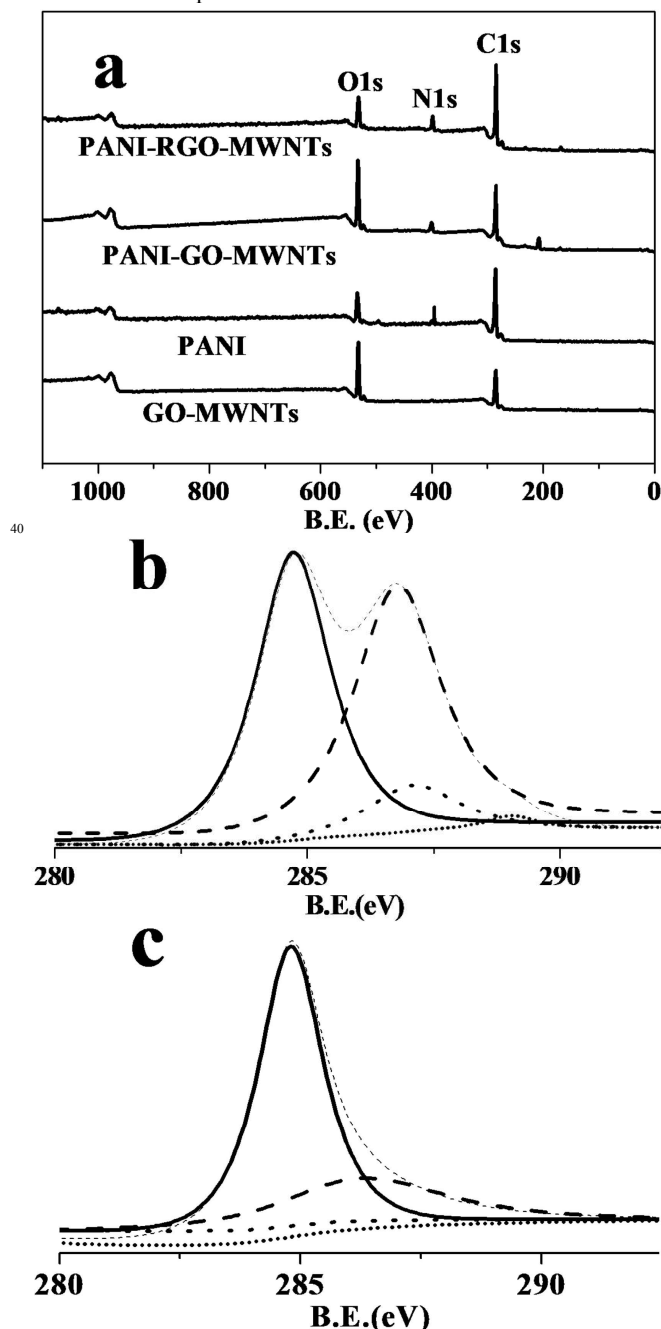 a
C1s
O1s
N1s
PANI-RGO-MWNTs
PANI-GO-MWNTs
PANI
GO-MWNTs
1000 800 600 400 200 0
B.E. (eV)
40
b
280 285 290
B.E.(eV)
c
280 285 290
B.E.(eV)